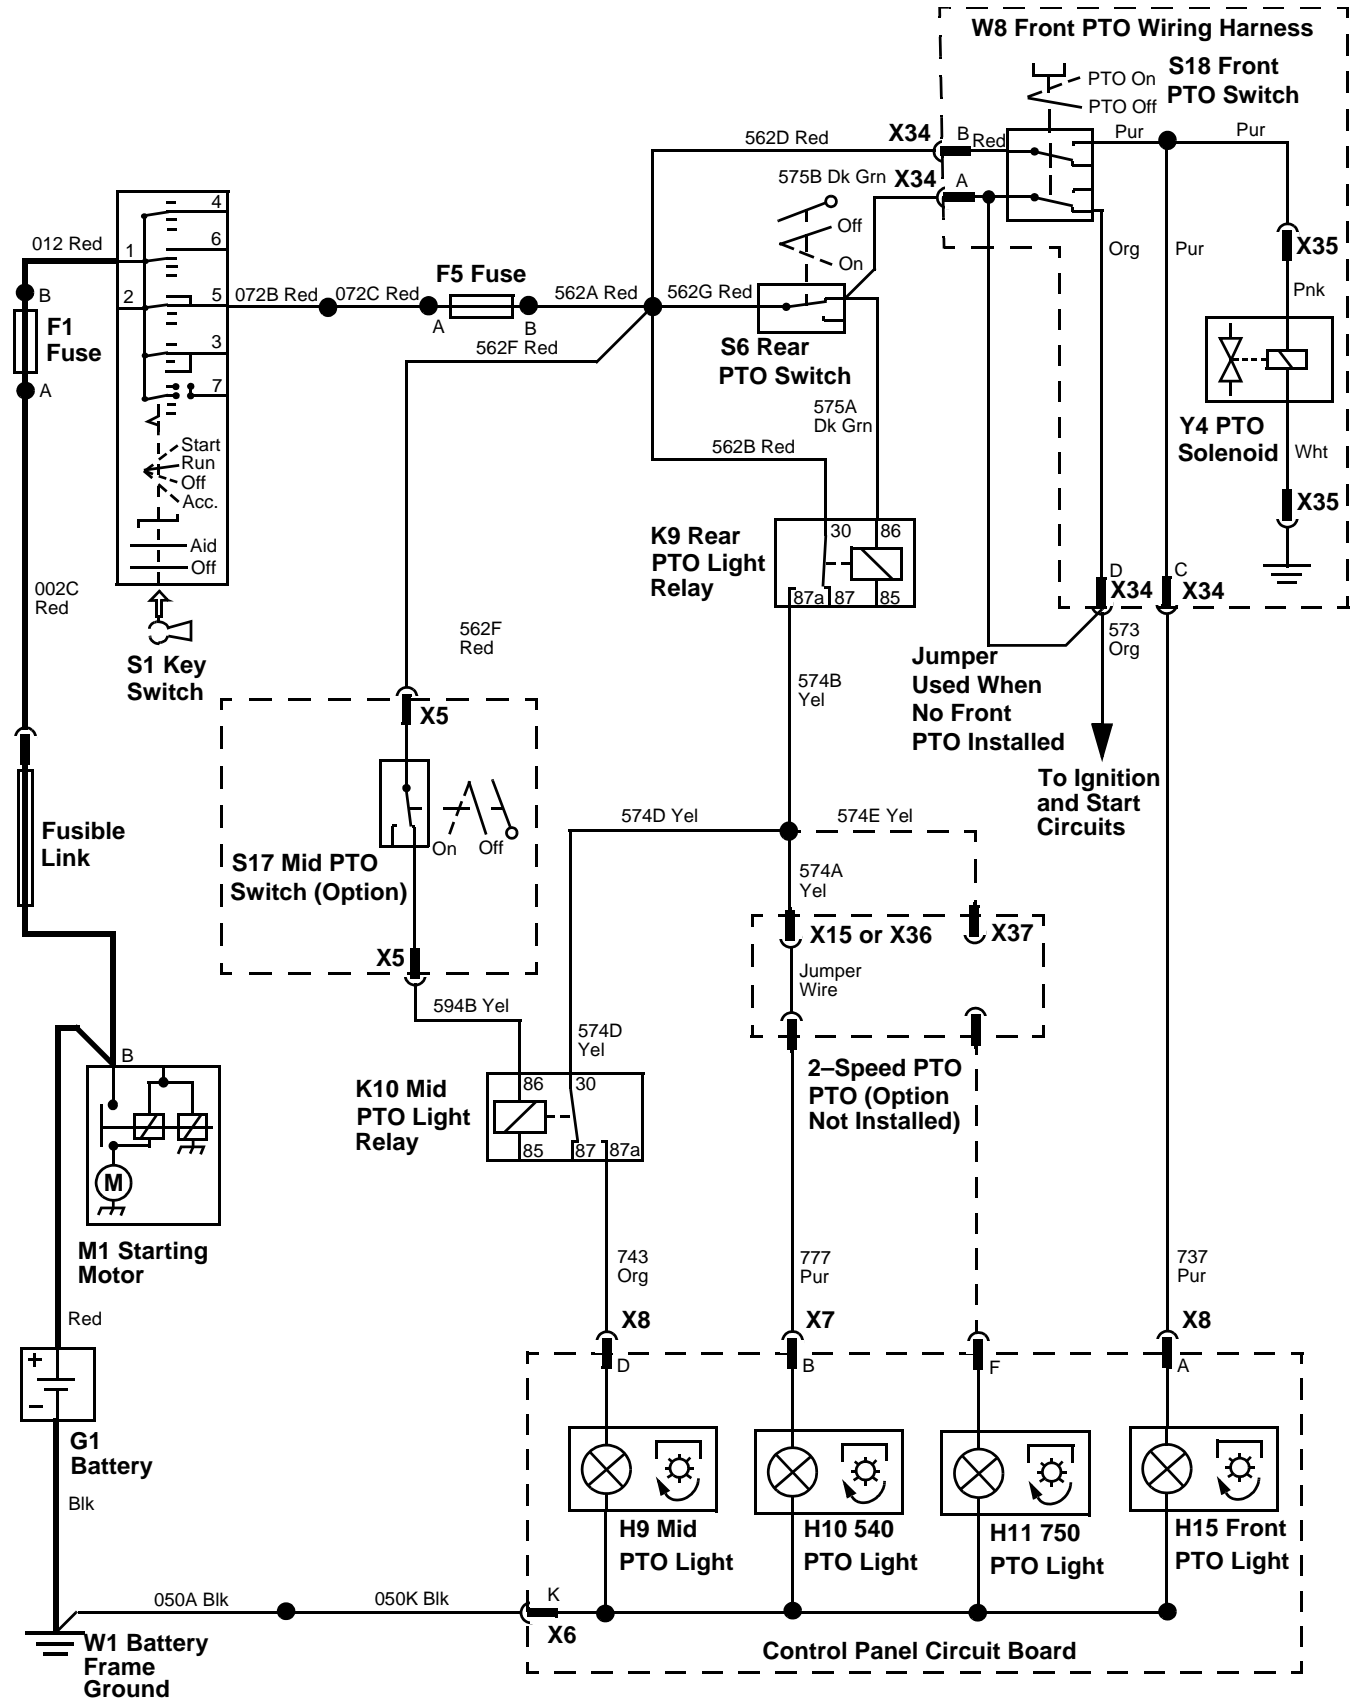 W8 Front PTO Wiring Harness
S18 Front
PTO Switch
PTO On
PTO Off
562D Red
X34
B
Red
Pur
Pur
575B Dk Grn
X34
A
Off
On
4
6
012 Red
1
B
2
5
072B Red
072C Red
F5 Fuse
A
B
562A Red
562G Red
Org
Pur
X35
Pnk
F1
Fuse
A
3
7
562F Red
S6 Rear
PTO Switch
575A
Dk Grn
Y4 PTO
Solenoid
Wht
X35
Start
Run
Off
Acc.
Aid
Off
562B Red
K9 Rear
PTO Light
Relay
30
86
87a
87
85
D
X34
C
X34
002C
Red
S1 Key
Switch
562F
Red
573
Org
Jumper
Used When
No Front
PTO Installed
574B
Yel
X5
To Ignition
and Start
Circuits
Fusible
Link
On
Off
S17 Mid PTO
Switch (Option)
574D Yel
574E Yel
574A
Yel
X5
X15 or X36
X37
Jumper
Wire
594B Yel
574D
Yel
2–Speed PTO
PTO (Option
Not Installed)
B
K10 Mid
PTO Light
Relay
86
30
85
87
87a
M
M1 Starting
Motor
743
Org
777
Pur
737
Pur
Red
X8
X7
X8
D
B
F
A
+
–
G1
Battery
Blk
H9 Mid
PTO Light
H10 540
PTO Light
H11 750
PTO Light
H15 Front
PTO Light
050A Blk
050K Blk
K
X6
W1 Battery
Frame
Ground
Control Panel Circuit Board